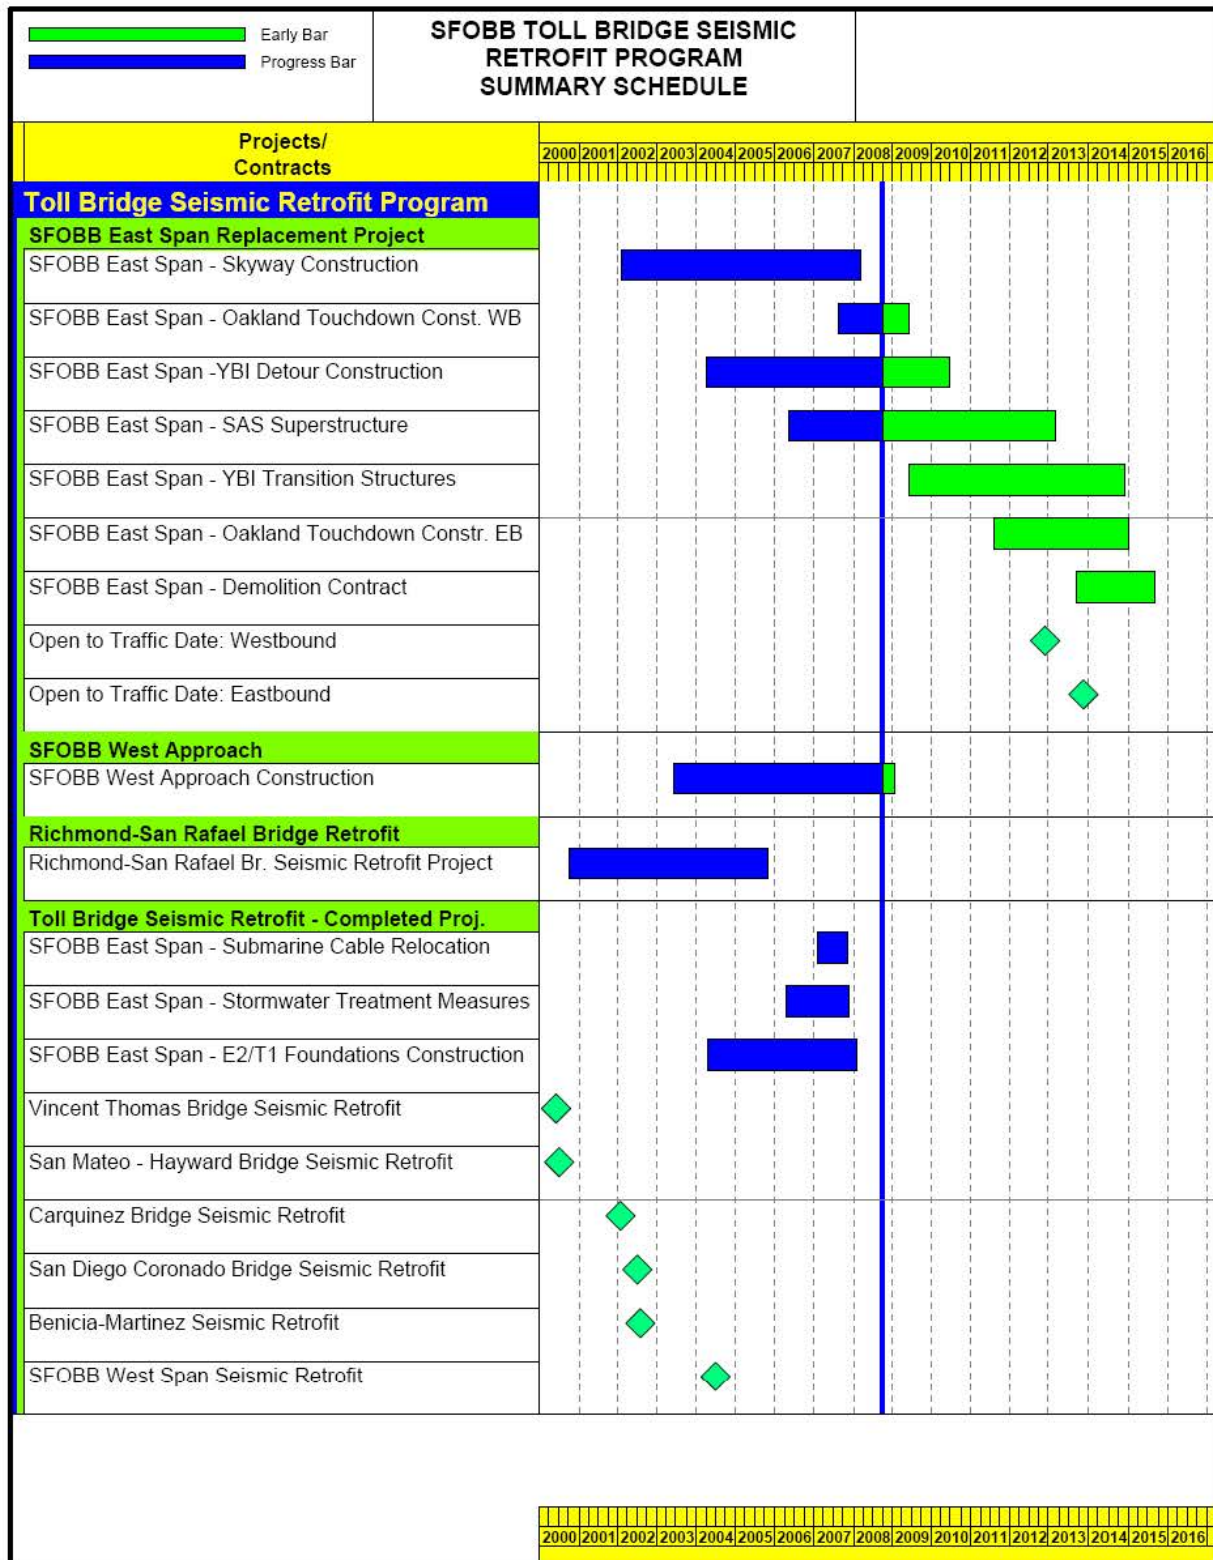 Early Bar
Progress Bar
SFOBB TOLL BRIDGE SEISMIC
RETROFIT PROGRAM
SUMMARY SCHEDULE
Projects/
Contracts
2000 2001 2002 2003 2004 2005 2006 2007 2008 2009 2010 2011 2012 2013 2014 2015 2016
Toll Bridge Seismic Retrofit Program
SFOBB East Span Replacement Project
SFOBB East Span - Skyway Construction
SFOBB East Span - Oakland Touchdown Const. WB
SFOBB East Span -YBI Detour Construction
SFOBB East Span - SAS Superstructure
SFOBB East Span - YBI Transition Structures
SFOBB East Span - Oakland Touchdown Constr. EB
SFOBB East Span - Demolition Contract
Open to Traffic Date: Westbound
Open to Traffic Date: Eastbound
SFOBB West Approach
SFOBB West Approach Construction
Richmond-San Rafael Bridge Retrofit
Richmond-San Rafael Br. Seismic Retrofit Project
Toll Bridge Seismic Retrofit - Completed Proj.
SFOBB East Span - Submarine Cable Relocation
SFOBB East Span - Stormwater Treatment Measures
SFOBB East Span - E2/T1 Foundations Construction
Vincent Thomas Bridge Seismic Retrofit
San Mateo - Hayward Bridge Seismic Retrofit
Carquinez Bridge Seismic Retrofit
San Diego Coronado Bridge Seismic Retrofit
Benicia-Martinez Seismic Retrofit
SFOBB West Span Seismic Retrofit
2000 2001 2002 2003 2004 2005 2006 2007 2008 2009 2010 2011 2012 2013 2014 2015 2016